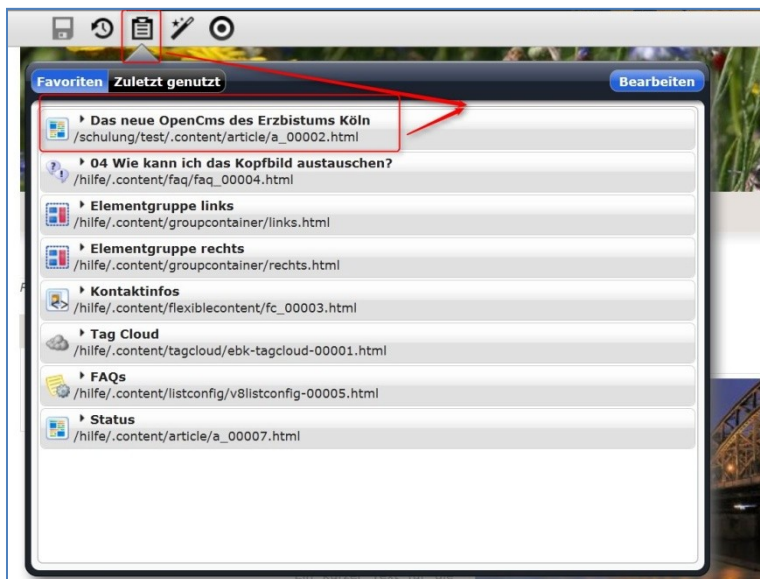 Favoriten Zuletzt genutzt Bearbeiten
Das neue OpenCms des Erzbistums Köln
/schulung/test/.content/article/a_00002.html
04 Wie kann ich das Kopfbild austauschen?
/hilfe/.content/faq/faq_00004.html
Elementgruppe links
/hilfe/.content/groupcontainer/links.html
Elementgruppe rechts
/hilfe/.content/groupcontainer/rechts.html
Kontaktinfos
/hilfe/.content/flexiblecontent/fc_00003.html
Tag Cloud
/hilfe/.content/tagcloud/ebk-tagcloud-00001.html
FAQs
/hilfe/.content/listconfig/v8listconfig-00005.html
Status
/hilfe/.content/article/a_00007.html